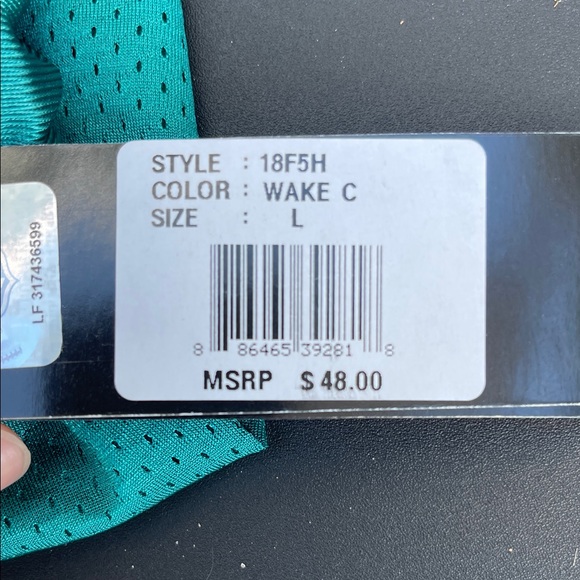 STYLE : 18F5H
COLOR : WAKE C
SIZE : L
8 86465 39281 8
MSRP $48.00
LF 317436599